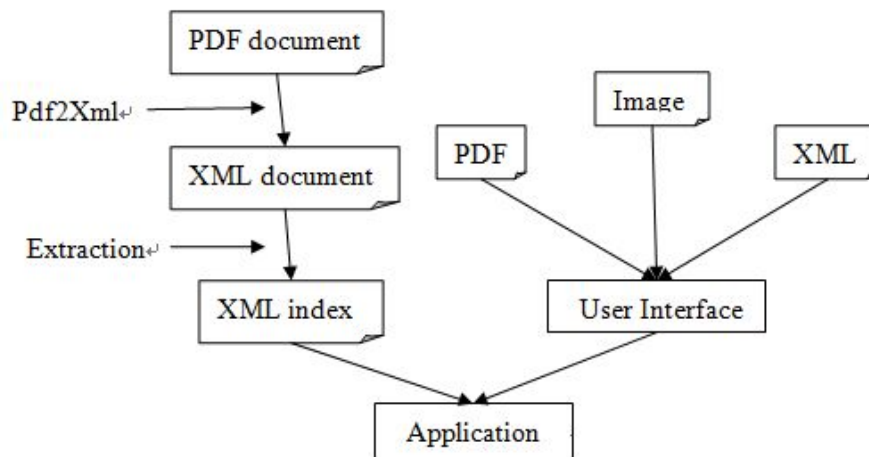 PDF document
Pdf2Xml↵
Image
PDF
XML
XML document
Extraction↵
XML index
User Interface
Application